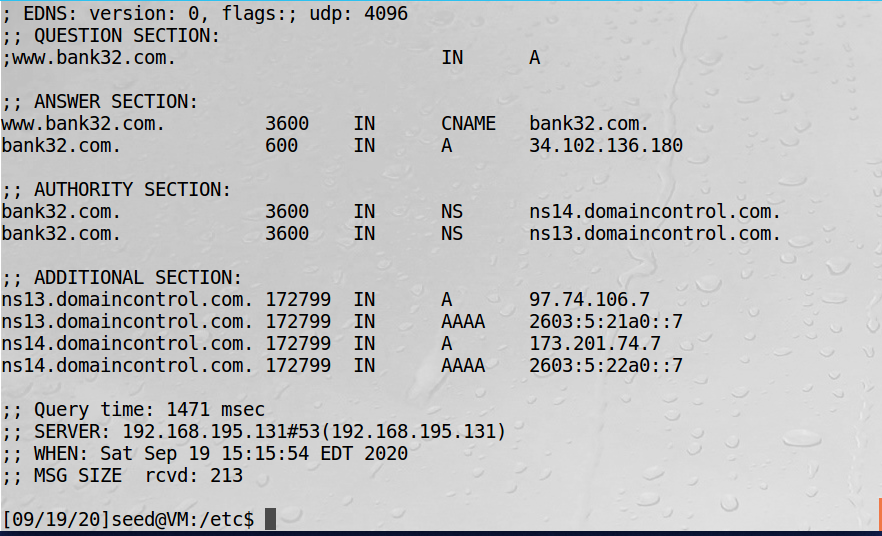 ; EDNS: version: 0, flags:; udp: 4096
;; QUESTION SECTION:
;www.bank32.com. IN A
;; ANSWER SECTION:
www.bank32.com. 3600 IN CNAME bank32.com.
bank32.com. 600 IN A 34.102.136.180
;; AUTHORITY SECTION:
bank32.com. 3600 IN NS ns14.domaincontrol.com.
bank32.com. 3600 IN NS ns13.domaincontrol.com.
;; ADDITIONAL SECTION:
ns13.domaincontrol.com. 172799 IN A 97.74.106.7
ns13.domaincontrol.com. 172799 IN AAAA 2603:5:21a0::7
ns14.domaincontrol.com. 172799 IN A 173.201.74.7
ns14.domaincontrol.com. 172799 IN AAAA 2603:5:22a0::7
;; Query time: 1471 msec
;; SERVER: 192.168.195.131#53(192.168.195.131)
;; WHEN: Sat Sep 19 15:15:54 EDT 2020
;; MSG SIZE rcvd: 213
[09/19/20]seed@VM:/etc$